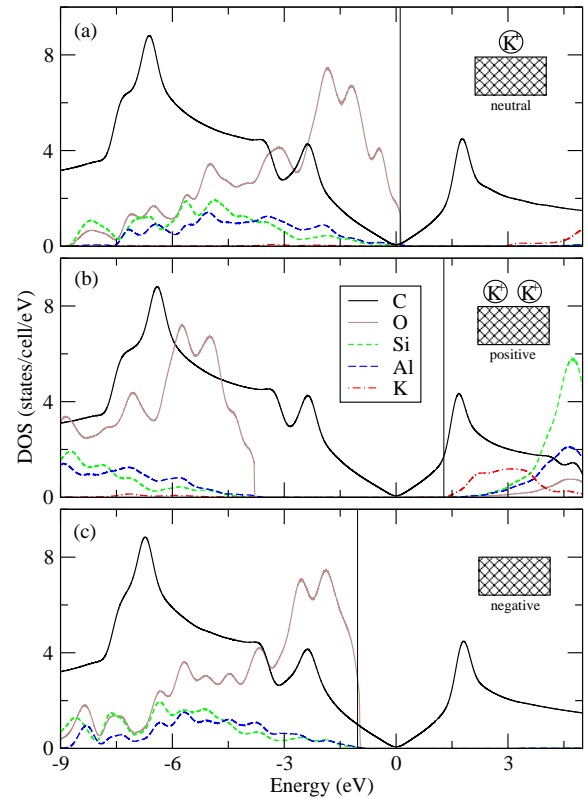 (a)
K+
neutral
8
4
0
(b)
K+ K+
positive
C
O
Si
Al
K
8
4
0
DOS (states/cell/eV)
(c)
negative
8
4
0
-9 -6 -3 0 3
Energy (eV)